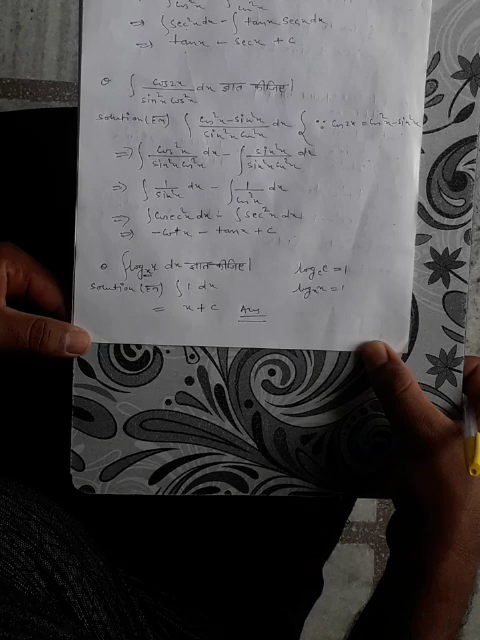 ⇒ ∫sec²x dx - ∫ tanx secx dx
⇒ tanx - secx + c
∫ cos2x / sin²x cos²x dx ज्ञात कीजिए।
solution (हल) ∫ cos²x - sin²x / sin²x cos²x dx { ∵ cos2x = cos²x - sin²x
⇒ ∫ cos²x / sin²x cos²x dx - ∫ sin²x / sin²x cos²x dx
⇒ ∫ 1 / sin²x dx - ∫ 1 / cos²x dx
⇒ ∫cosec²x dx - ∫sec²x dx
⇒ -cotx - tanx + c
∫ logₓx dx ज्ञात कीजिए। logₑe = 1
solution (हल) ∫ 1 dx logₓx = 1
= x + c Ans